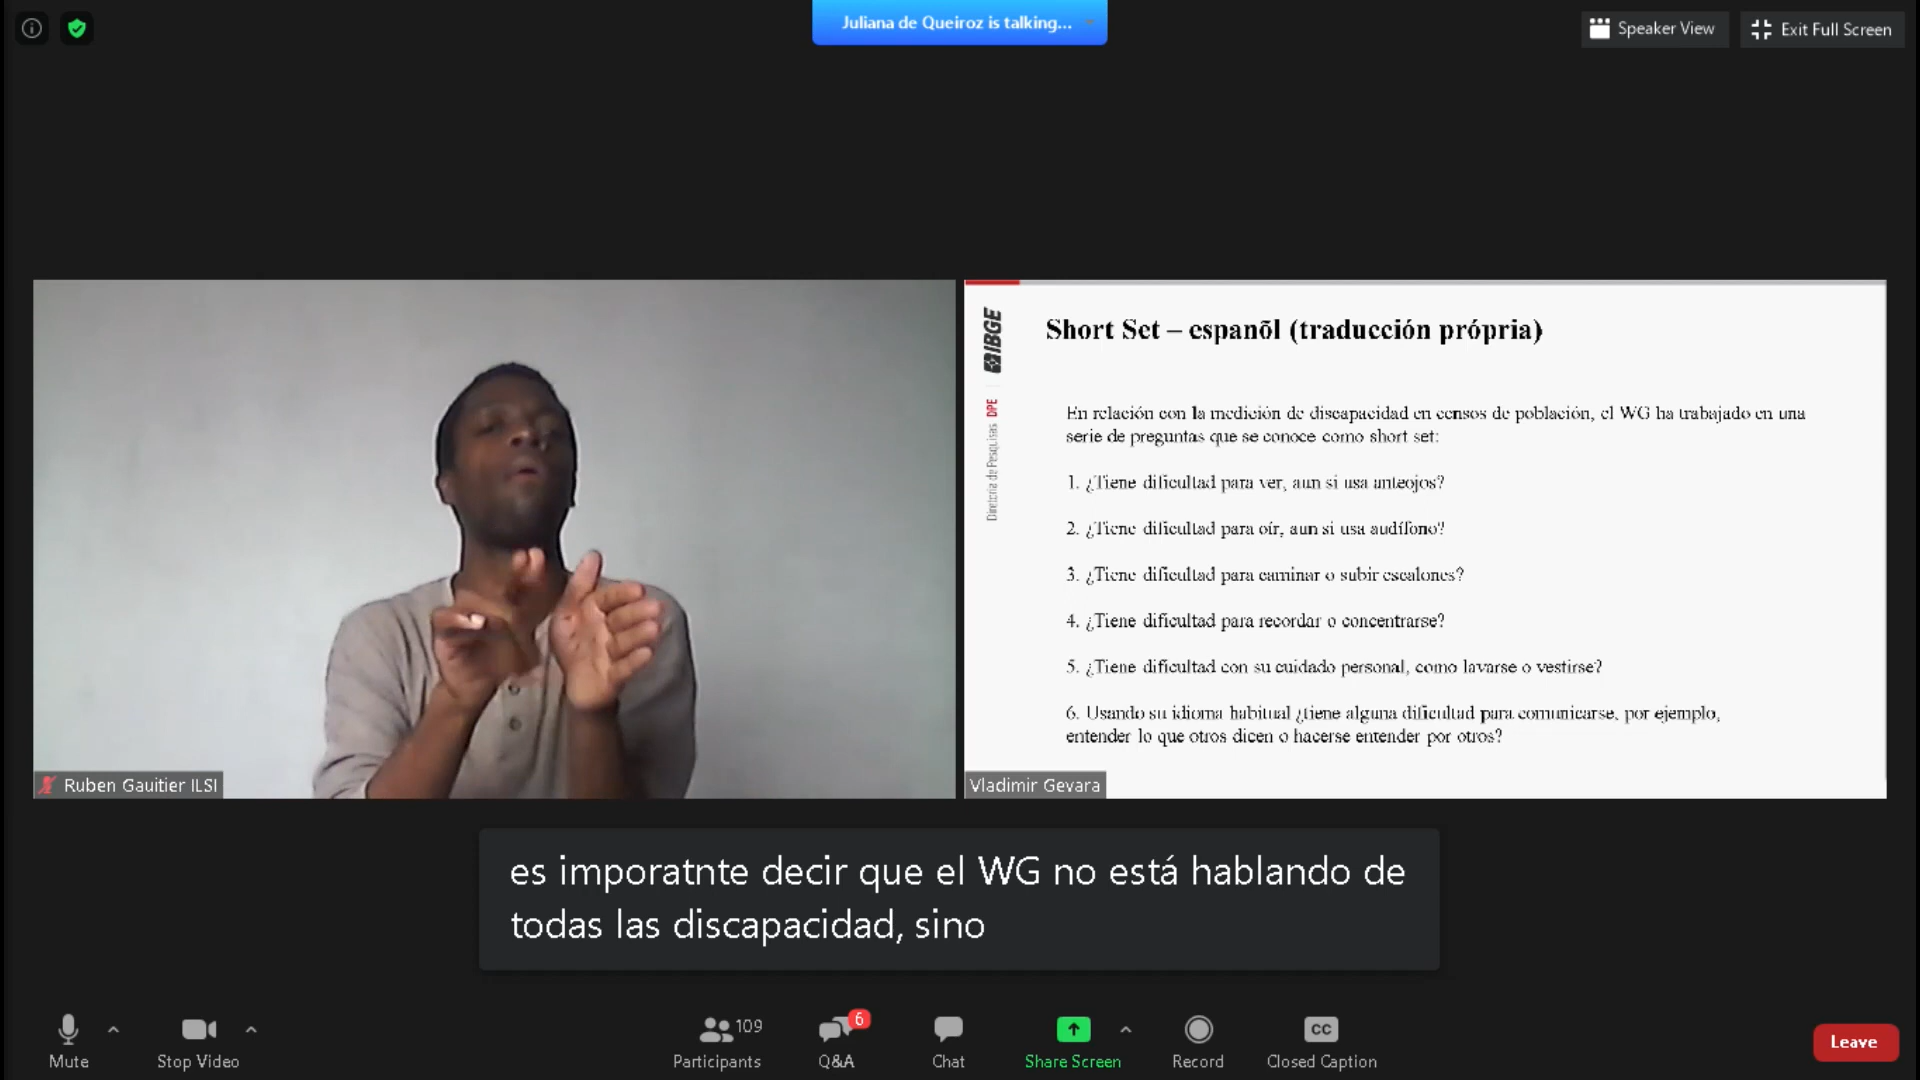 Juliana de Queiroz is talking...
Speaker View
Exit Full Screen
Ruben Gauitier ILSI
IBGE
Diretoria de Pesquisas DPE
Short Set – espanõl (traducción própria)
En relación con la medición de discapacidad en censos de población, el WG ha trabajado en una
serie de preguntas que se conoce como short set:
1. ¿Tiene dificultad para ver, aun si usa anteojos?
2. ¿Tiene dificultad para oír, aun si usa audífono?
3. ¿Tiene dificultad para caminar o subir escalones?
4. ¿Tiene dificultad para recordar o concentrarse?
5. ¿Tiene dificultad con su cuidado personal, como lavarse o vestirse?
6. Usando su idioma habitual ¿tiene alguna dificultad para comunicarse, por ejemplo,
entender lo que otros dicen o hacerse entender por otros?
Vladimir Gevara
es imporatnte decir que el WG no está hablando de
todas las discapacidad, sino
Mute
Stop Video
109
Participants
6
Q&A
Chat
Share Screen
Record
CC
Closed Caption
Leave